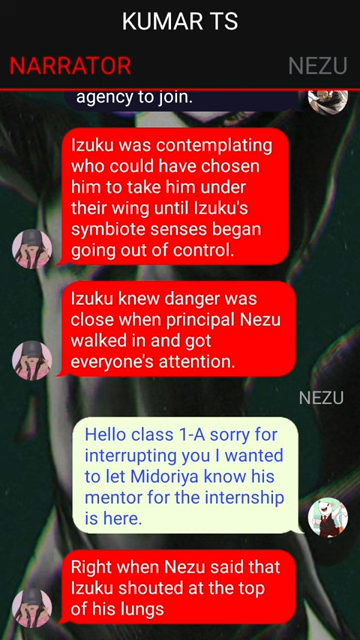 KUMAR TS
NARRATOR NEZU
agency to join.
Izuku was contemplating
who could have chosen
him to take him under
their wing until Izuku's
symbiote senses began
going out of control.
Izuku knew danger was
close when principal Nezu
walked in and got
everyone's attention.
NEZU
Hello class 1-A sorry for
interrupting you I wanted
to let Midoriya know his
mentor for the internship
is here.
Right when Nezu said that
Izuku shouted at the top
of his lungs